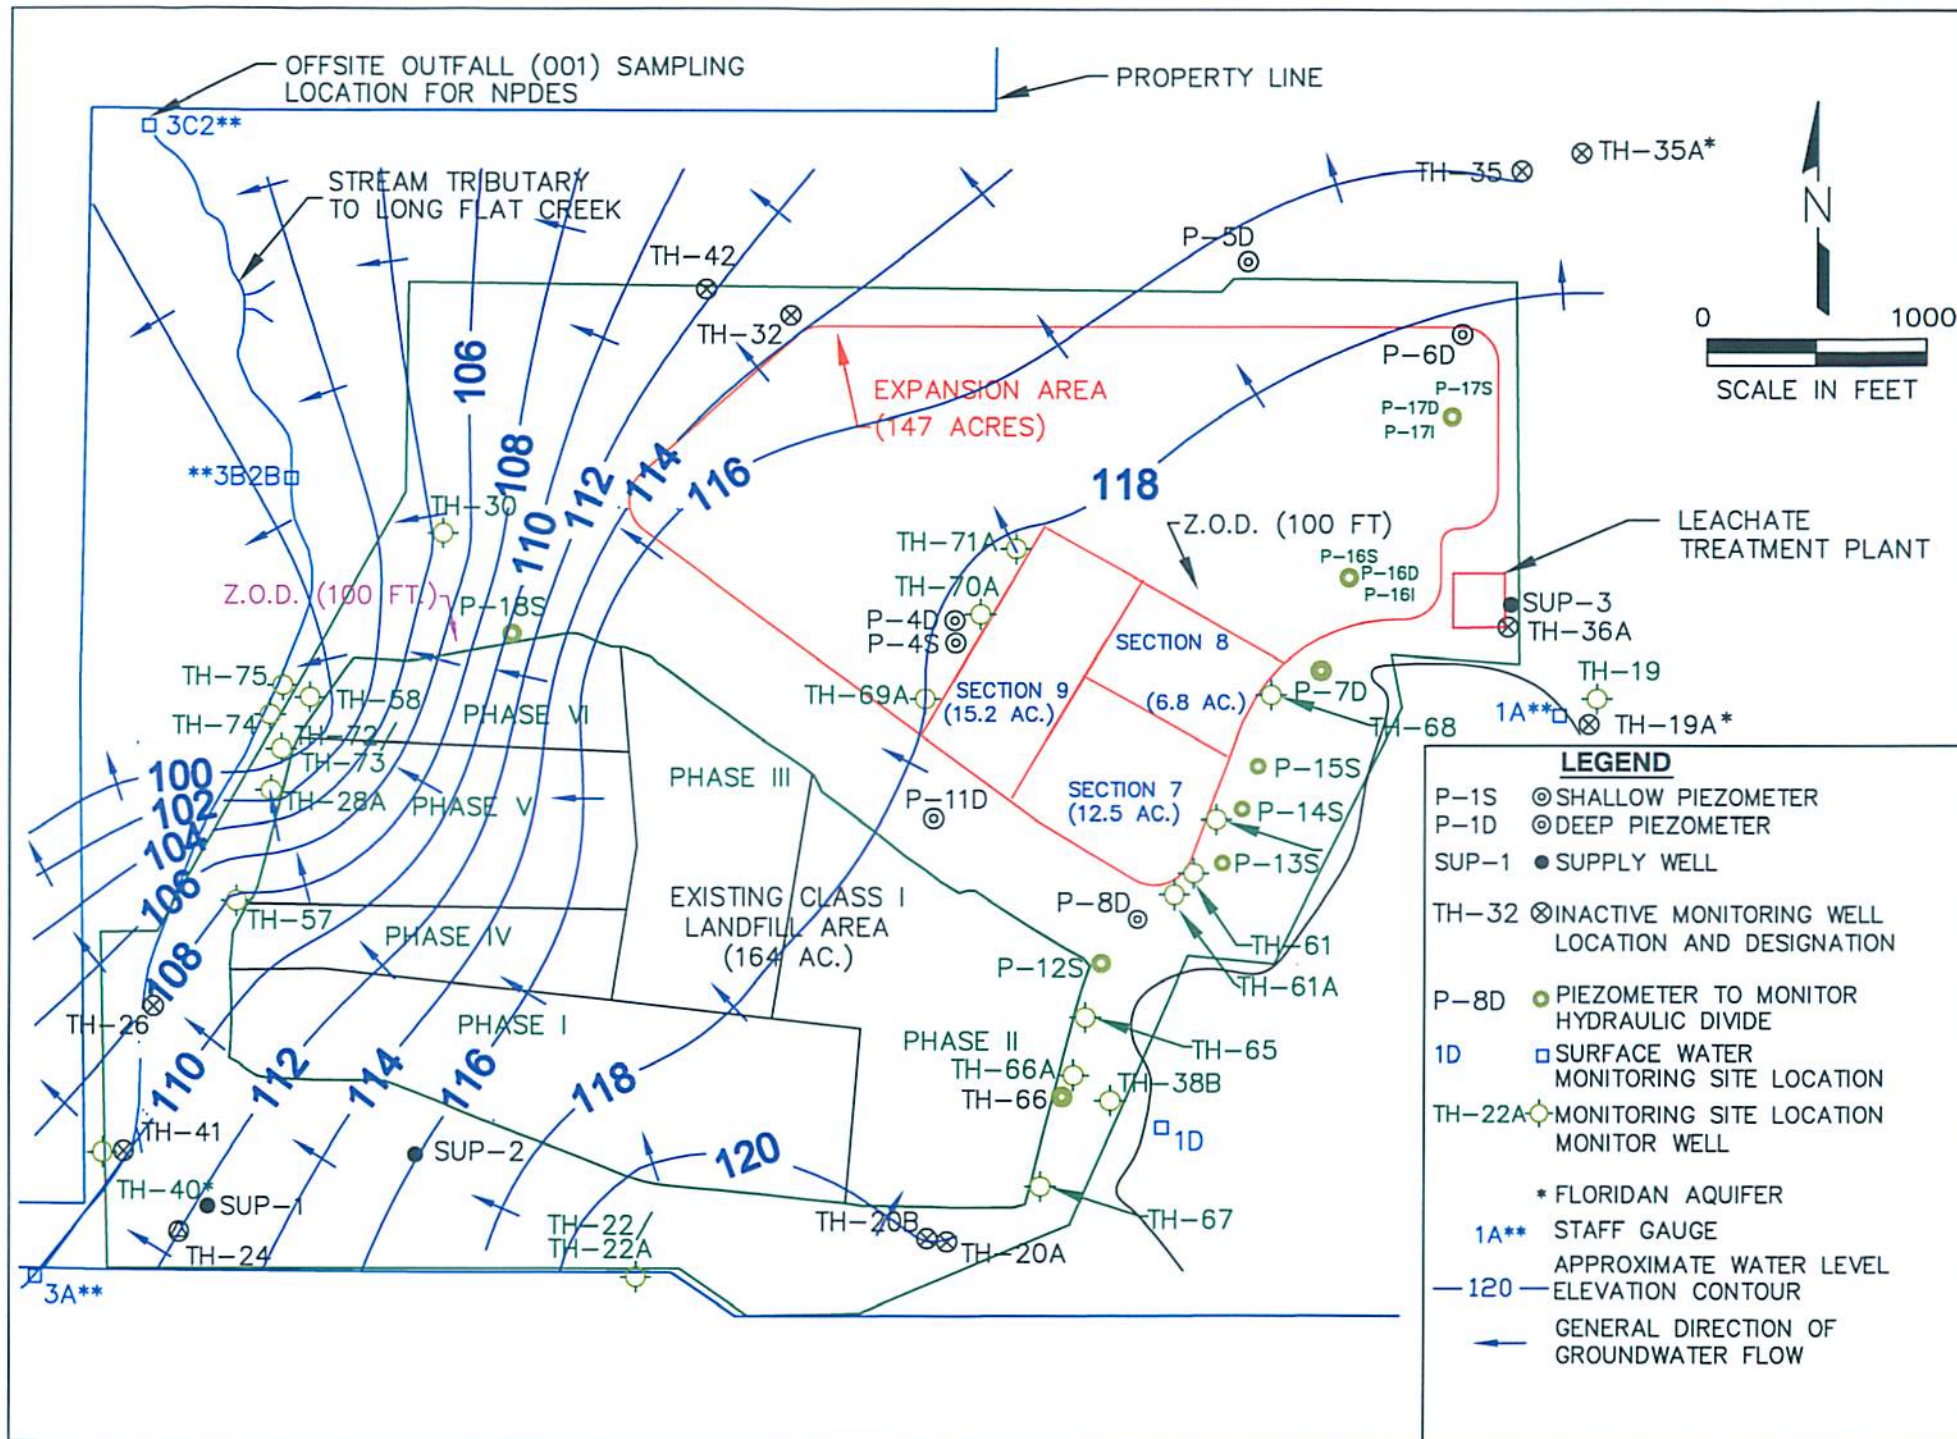 OFFSITE OUTFALL (001) SAMPLING
LOCATION FOR NPDES
PROPERTY LINE
3C2**
STREAM TRIBUTARY
TO LONG FLAT CREEK
TH-35
TH-35A*
N
TH-42
P-5D
TH-32
P-6D
0 1000
SCALE IN FEET
106
EXPANSION AREA
(147 ACRES)
P-17S
P-17D
P-17I
108
110
112
114
116
118
**3B2B
TH-30
Z.O.D. (100 FT)
LEACHATE
TREATMENT PLANT
TH-71A
TH-70A
P-4D
P-4S
P-16S
P-16D
P-16I
SUP-3
TH-36A
Z.O.D. (100 FT.)
P-18S
SECTION 8
(6.8 AC.)
SECTION 9
(15.2 AC.)
TH-75
TH-58
TH-74
TH-72/
TH-73
TH-28A
TH-69A
P-7D
TH-68
TH-19
1A**
TH-19A*
PHASE VI
PHASE III
PHASE V
SECTION 7
(12.5 AC.)
P-15S
P-14S
P-13S
P-11D
100
102
104
106
108
TH-57
PHASE IV
EXISTING CLASS I
LANDFILL AREA
(164 AC.)
P-8D
P-12S
TH-61
TH-61A
TH-26
PHASE I
PHASE II
TH-65
TH-66A
TH-66
TH-38B
1D
110
112
114
116
118
120
TH-41
TH-40*
SUP-1
SUP-2
TH-24
TH-22/
TH-22A
TH-20B
TH-20A
TH-67
3A**
LEGEND
P-1S SHALLOW PIEZOMETER
P-1D DEEP PIEZOMETER
SUP-1 SUPPLY WELL
TH-32 INACTIVE MONITORING WELL
LOCATION AND DESIGNATION
P-8D PIEZOMETER TO MONITOR
HYDRAULIC DIVIDE
1D SURFACE WATER
MONITORING SITE LOCATION
TH-22A MONITORING SITE LOCATION
MONITOR WELL
* FLORIDAN AQUIFER
1A** STAFF GAUGE
APPROXIMATE WATER LEVEL
120 ELEVATION CONTOUR
GENERAL DIRECTION OF
GROUNDWATER FLOW